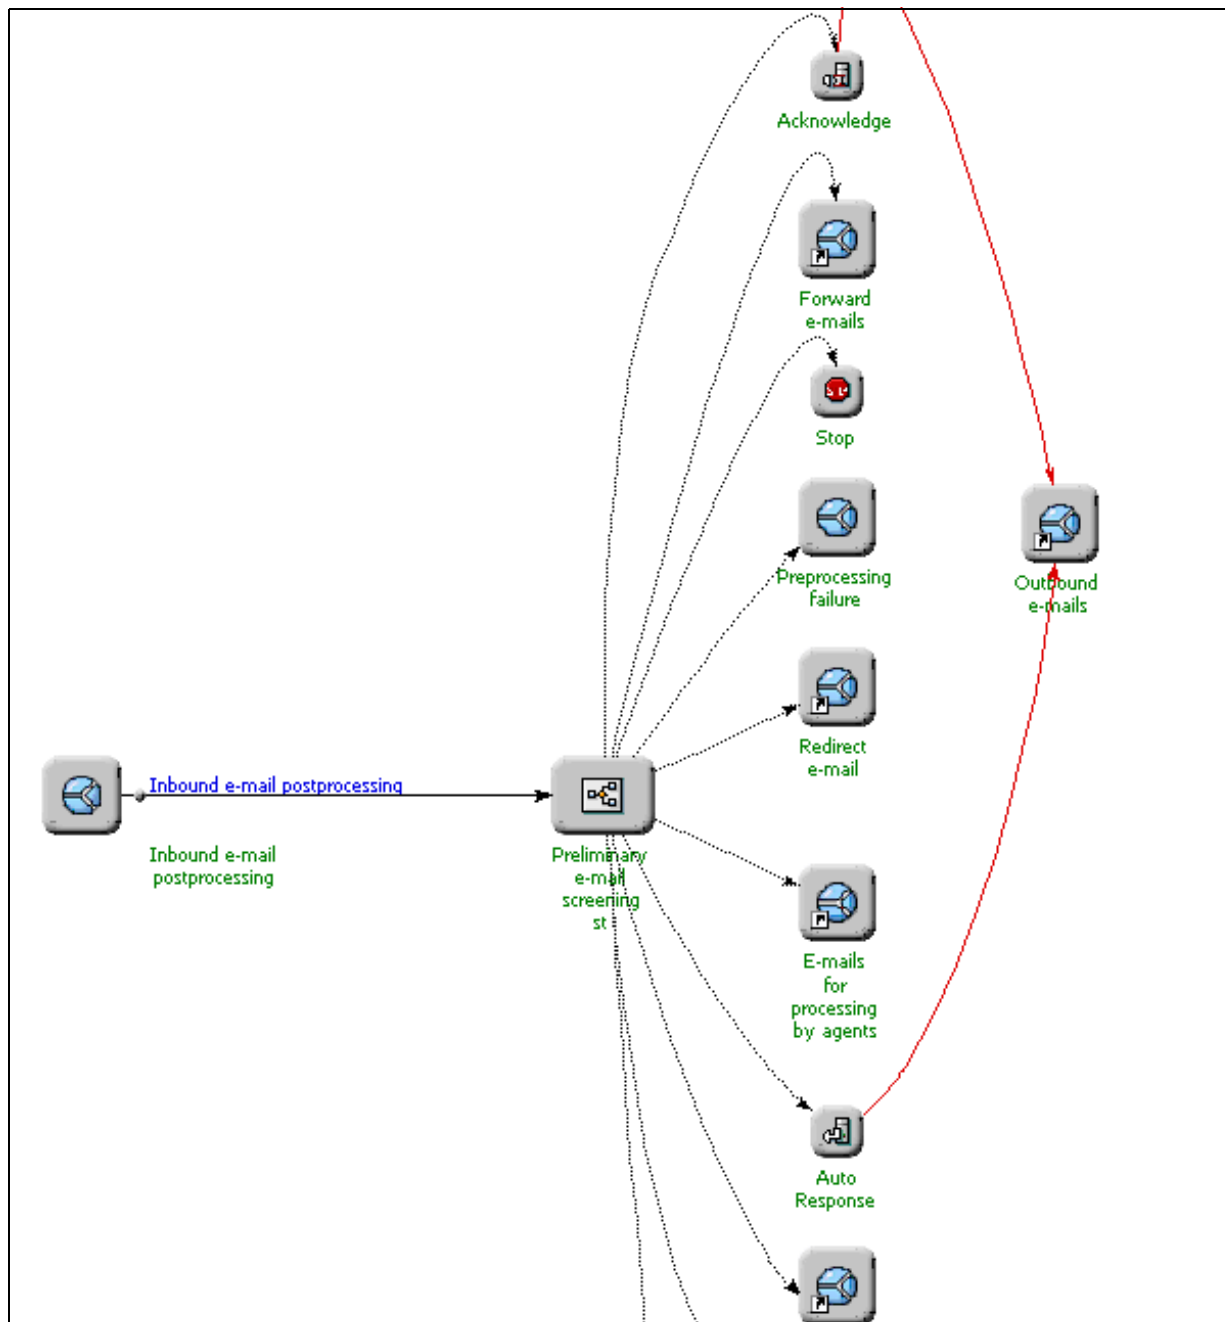 Acknowledge
Forward
e-mails
Stop
Preprocessing
failure
Outbound
e-mails
Redirect
e-mail
Inbound e-mail postprocessing
Inbound e-mail
postprocessing
Preliminary
e-mail
screening
st
E-mails
for
processing
by agents
Auto
Response